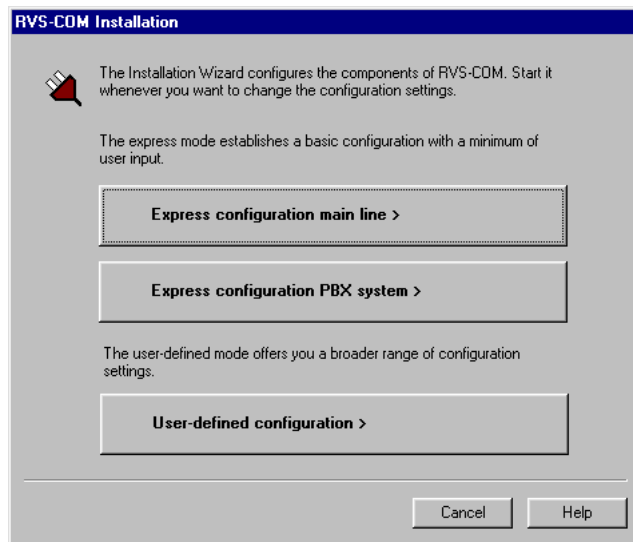 RVS-COM Installation
The Installation Wizard configures the components of RVS-COM. Start it
whenever you want to change the configuration settings.
The express mode establishes a basic configuration with a minimum of
user input.
Express configuration main line >
Express configuration PBX system >
The user-defined mode offers you a broader range of configuration
settings.
User-defined configuration >
Cancel
Help